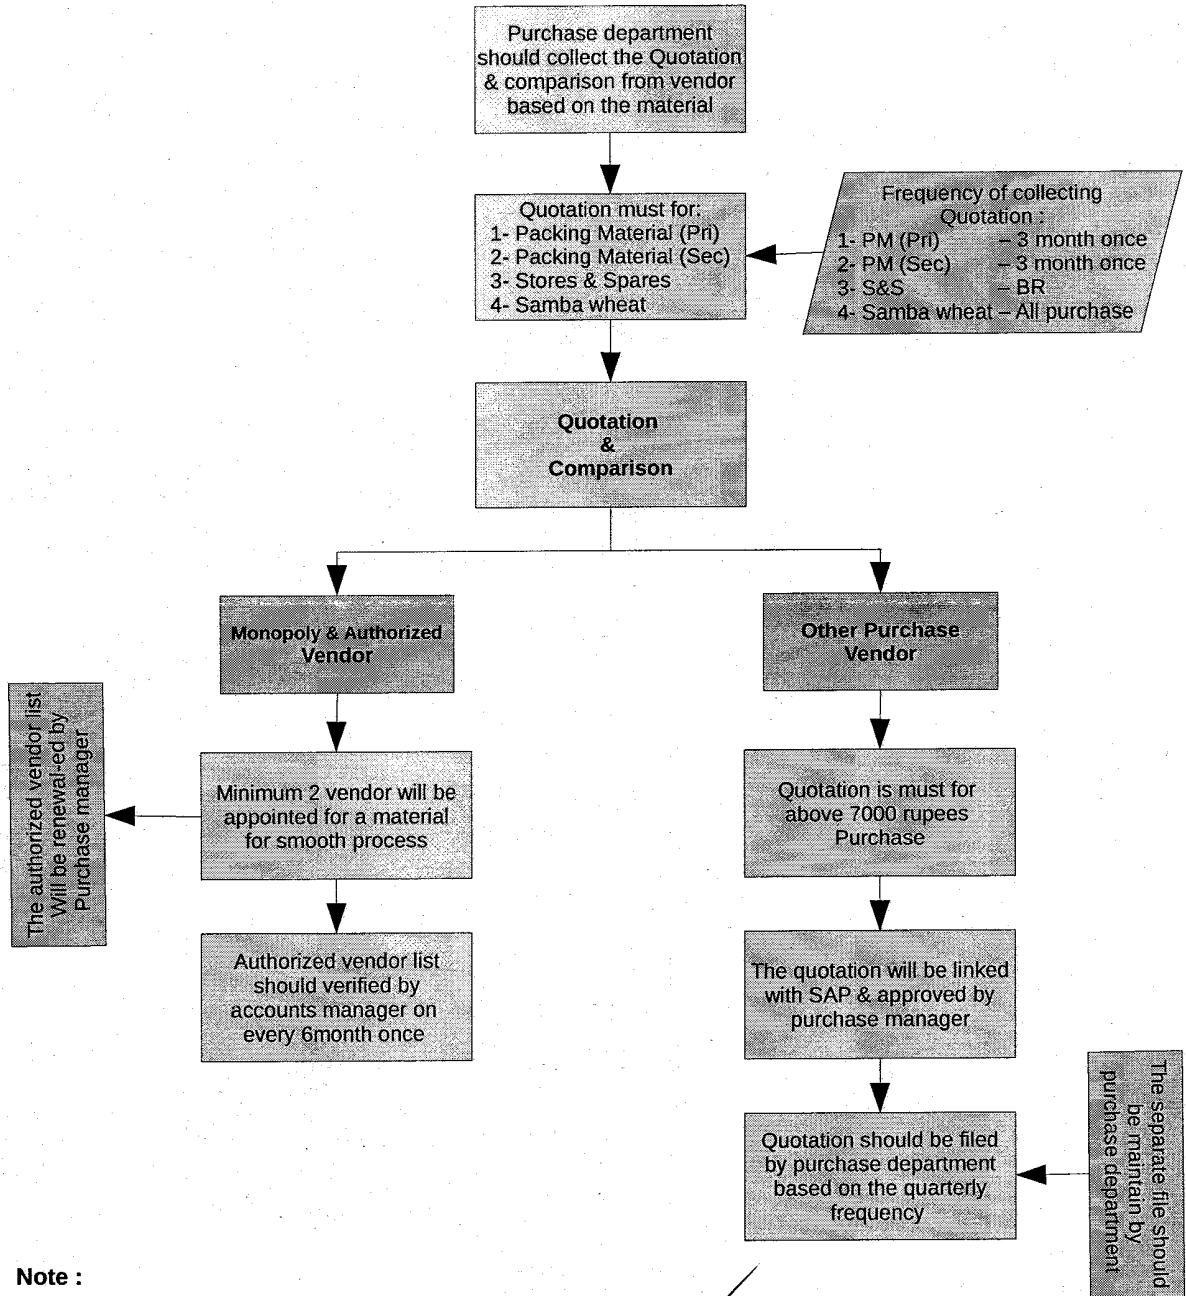 Purchase department
should collect the Quotation
& comparison from vendor
based on the material
Quotation must for:
1- Packing Material (Pri)
2- Packing Material (Sec)
3- Stores & Spares
4- Samba wheat
Frequency of collecting
Quotation :
1- PM (Pri) – 3 month once
2- PM (Sec) – 3 month once
3- S&S – BR
4- Samba wheat – All purchase
Quotation
&
Comparison
Monopoly & Authorized
Vendor
Other Purchase
Vendor
The authorized vendor list
Will be renewal-ed by
Purchase manager
Minimum 2 vendor will be
appointed for a material
for smooth process
Quotation is must for
above 7000 rupees
Purchase
Authorized vendor list
should verified by
accounts manager on
every 6month once
The quotation will be linked
with SAP & approved by
purchase manager
Quotation should be filed
by purchase department
based on the quarterly
frequency
The separate file should
be maintain by
purchase department
Note :